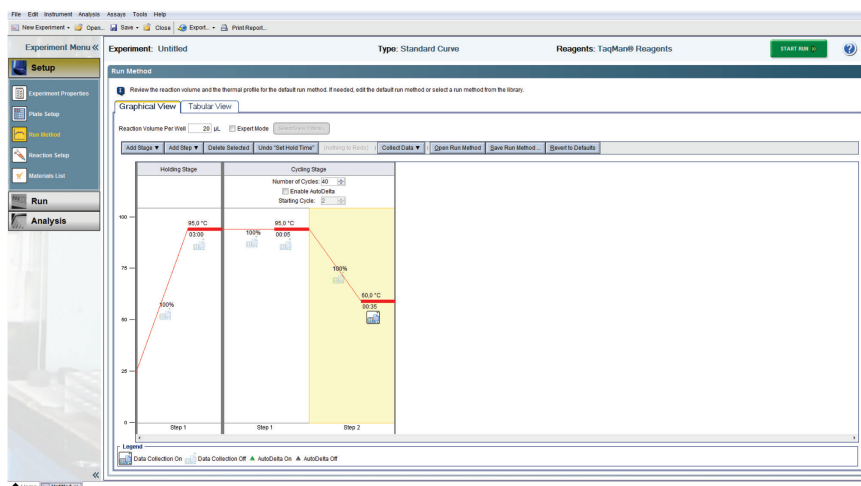 File Edit Instrument Analysis Assays Tools Help
New Experiment Open... Save Close Export... Print Report...
Experiment Menu «
Experiment: Untitled Type: Standard Curve Reagents: TaqMan® Reagents START RUN
Setup
Experiment Properties
Plate Setup
Run Method
Reaction Setup
Materials List
Run
Analysis
Run Method
Review the reaction volume and the thermal profile for the default run method. If needed, edit the default run method or select a run method from the library.
Graphical View Tabular View
Reaction Volume Per Well 20 µL Expert Mode
Add Stage ▼ Add Step ▼ Delete Selected Undo "Set Hold Time" (nothing to Redo) Collect Data ▼ Open Run Method Save Run Method... Revert to Defaults
Holding Stage Cycling Stage
Number of Cycles: 40
Enable AutoDelta
Starting Cycle: 2
100
95,0 °C 95,0 °C
03:00 100% 00:05
75
100%
60,0 °C
100% 00:35
50
25
0
Step 1 Step 1 Step 2
Legend
Data Collection On Data Collection Off ▲ AutoDelta On ▲ AutoDelta Off
«